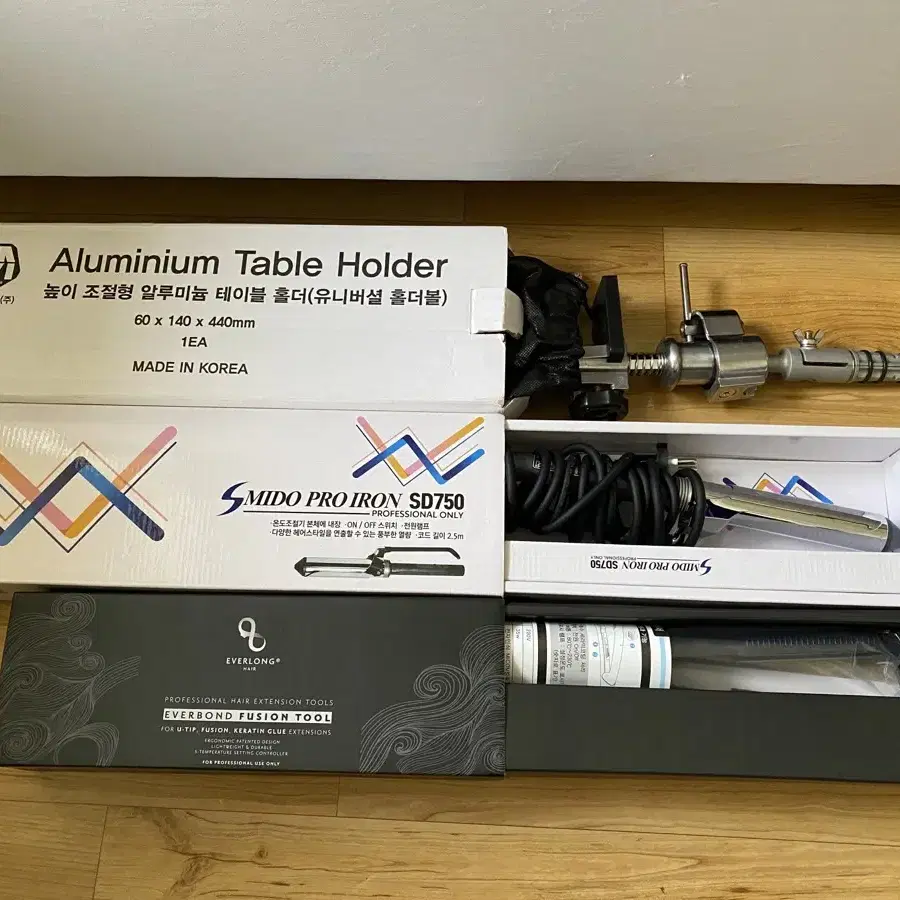 (주)
Aluminium Table Holder
높이 조절형 알루미늄 테이블 홀더(유니버셜 홀더볼)
60 x 140 x 440mm
1EA
MADE IN KOREA
SMIDO PRO IRON SD750
PROFESSIONAL ONLY
·온도조절기 본체에 내장 ·ON / OFF 스위치 ·전원램프
·다양한 헤어스타일을 연출할 수 있는 풍부한 열량 ·코드 길이 2.5m
SMIDO PRO IRON SD750
PROFESSIONAL ONLY
EVERLONG®
HAIR
PROFESSIONAL HAIR EXTENSION TOOLS
EVERBOND FUSION TOOL
FOR U-TIP, FUSION, KERATIN GLUE EXTENSIONS
ERGONOMIC PATENTED DESIGN
LIGHTWEIGHT & DURABLE
5 TEMPERATURE SETTING CONTROLLER
FOR PROFESSIONAL USE ONLY